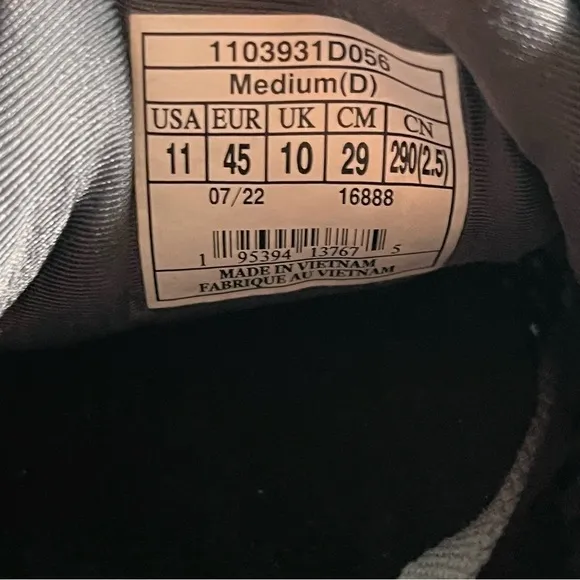 1103931D056
Medium(D)
USA EUR UK CM CN
11 45 10 29 290(2.5)
07/22 16888
1 95394 13767 5
MADE IN VIETNAM
FABRIQUE AU VIETNAM